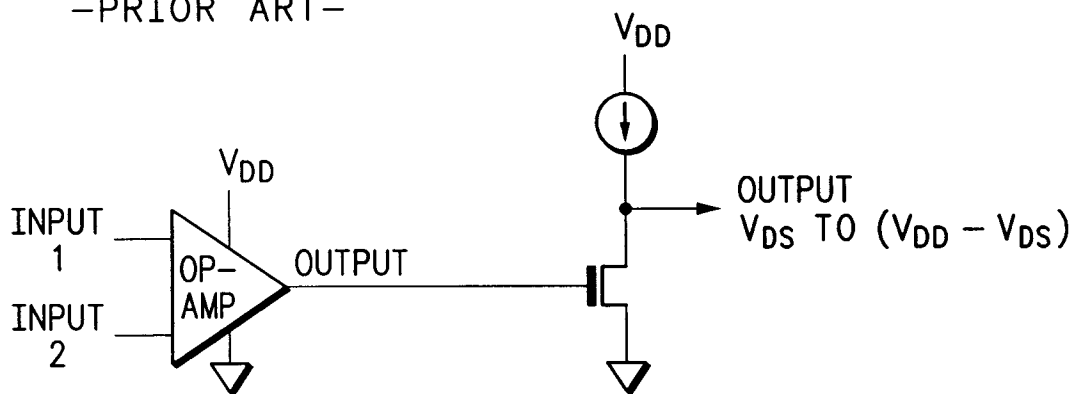 -PRIOR ART-
VDD
VDD
INPUT
1
OP-
AMP
OUTPUT
INPUT
2
OUTPUT
VDS TO (VDD - VDS)